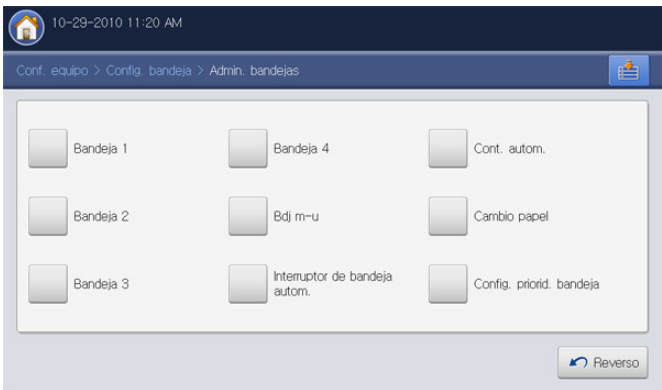 10-29-2010 11:20 AM
Conf. equipo > Config. bandeja > Admin. bandejas
Bandeja 1
Bandeja 4
Cont. autom.
Bandeja 2
Bdj m-u
Cambio papel
Bandeja 3
Interruptor de bandeja
autom.
Config. priorid. bandeja
Reverso